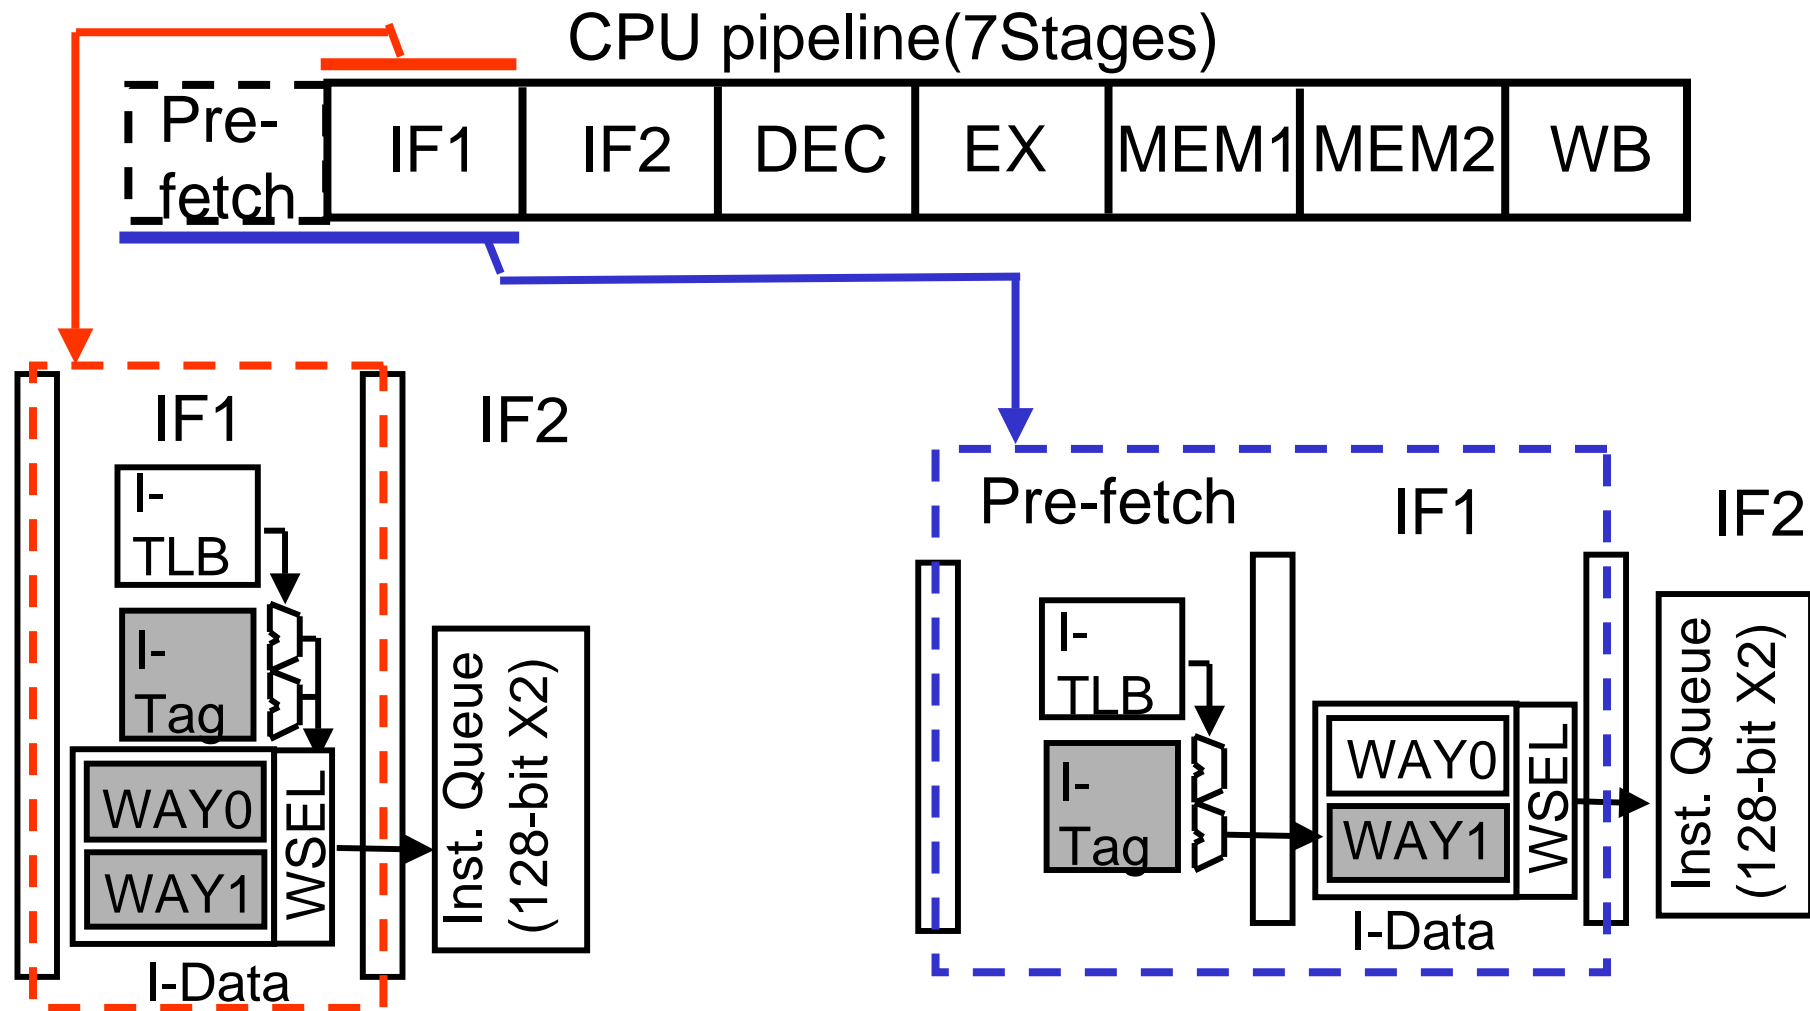 CPU pipeline(7Stages)
Pre-
fetch
IF1
IF2
DEC
EX
MEM1
MEM2
WB
IF1
IF2
I-
TLB
I-
Tag
WAY0
WAY1
WSEL
I-Data
Inst. Queue
(128-bit X2)
Pre-fetch
IF1
IF2
I-
TLB
I-
Tag
WAY0
WAY1
WSEL
I-Data
Inst. Queue
(128-bit X2)